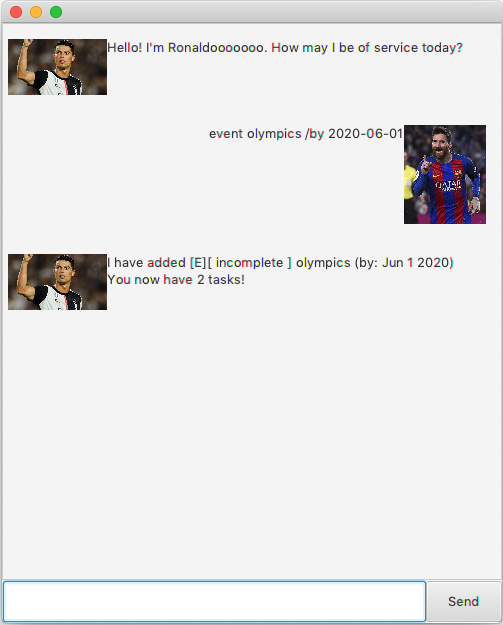 Hello! I'm Ronaldooooooo. How may I be of service today?
event olympics /by 2020-06-01
QATAR
I have added [E][ incomplete ] olympics (by: Jun 1 2020)
You now have 2 tasks!
Send